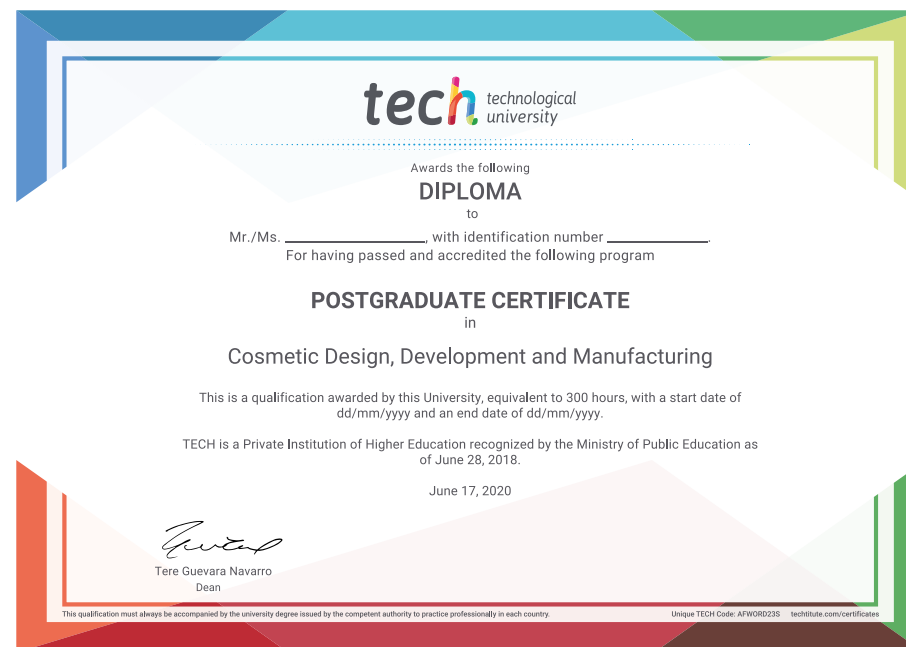 tech technological
university
Awards the following
DIPLOMA
to
Mr./Ms. ____________________, with identification number ______________.
For having passed and accredited the following program
POSTGRADUATE CERTIFICATE
in
Cosmetic Design, Development and Manufacturing
This is a qualification awarded by this University, equivalent to 300 hours, with a start date of
dd/mm/yyyy and an end date of dd/mm/yyyy.
TECH is a Private Institution of Higher Education recognized by the Ministry of Public Education as
of June 28, 2018.
June 17, 2020
Tere Guevara Navarro
Dean
This qualification must always be accompanied by the university degree issued by the competent authority to practice professionally in each country. Unique TECH Code: AFWORD23S techtitute.com/certificates